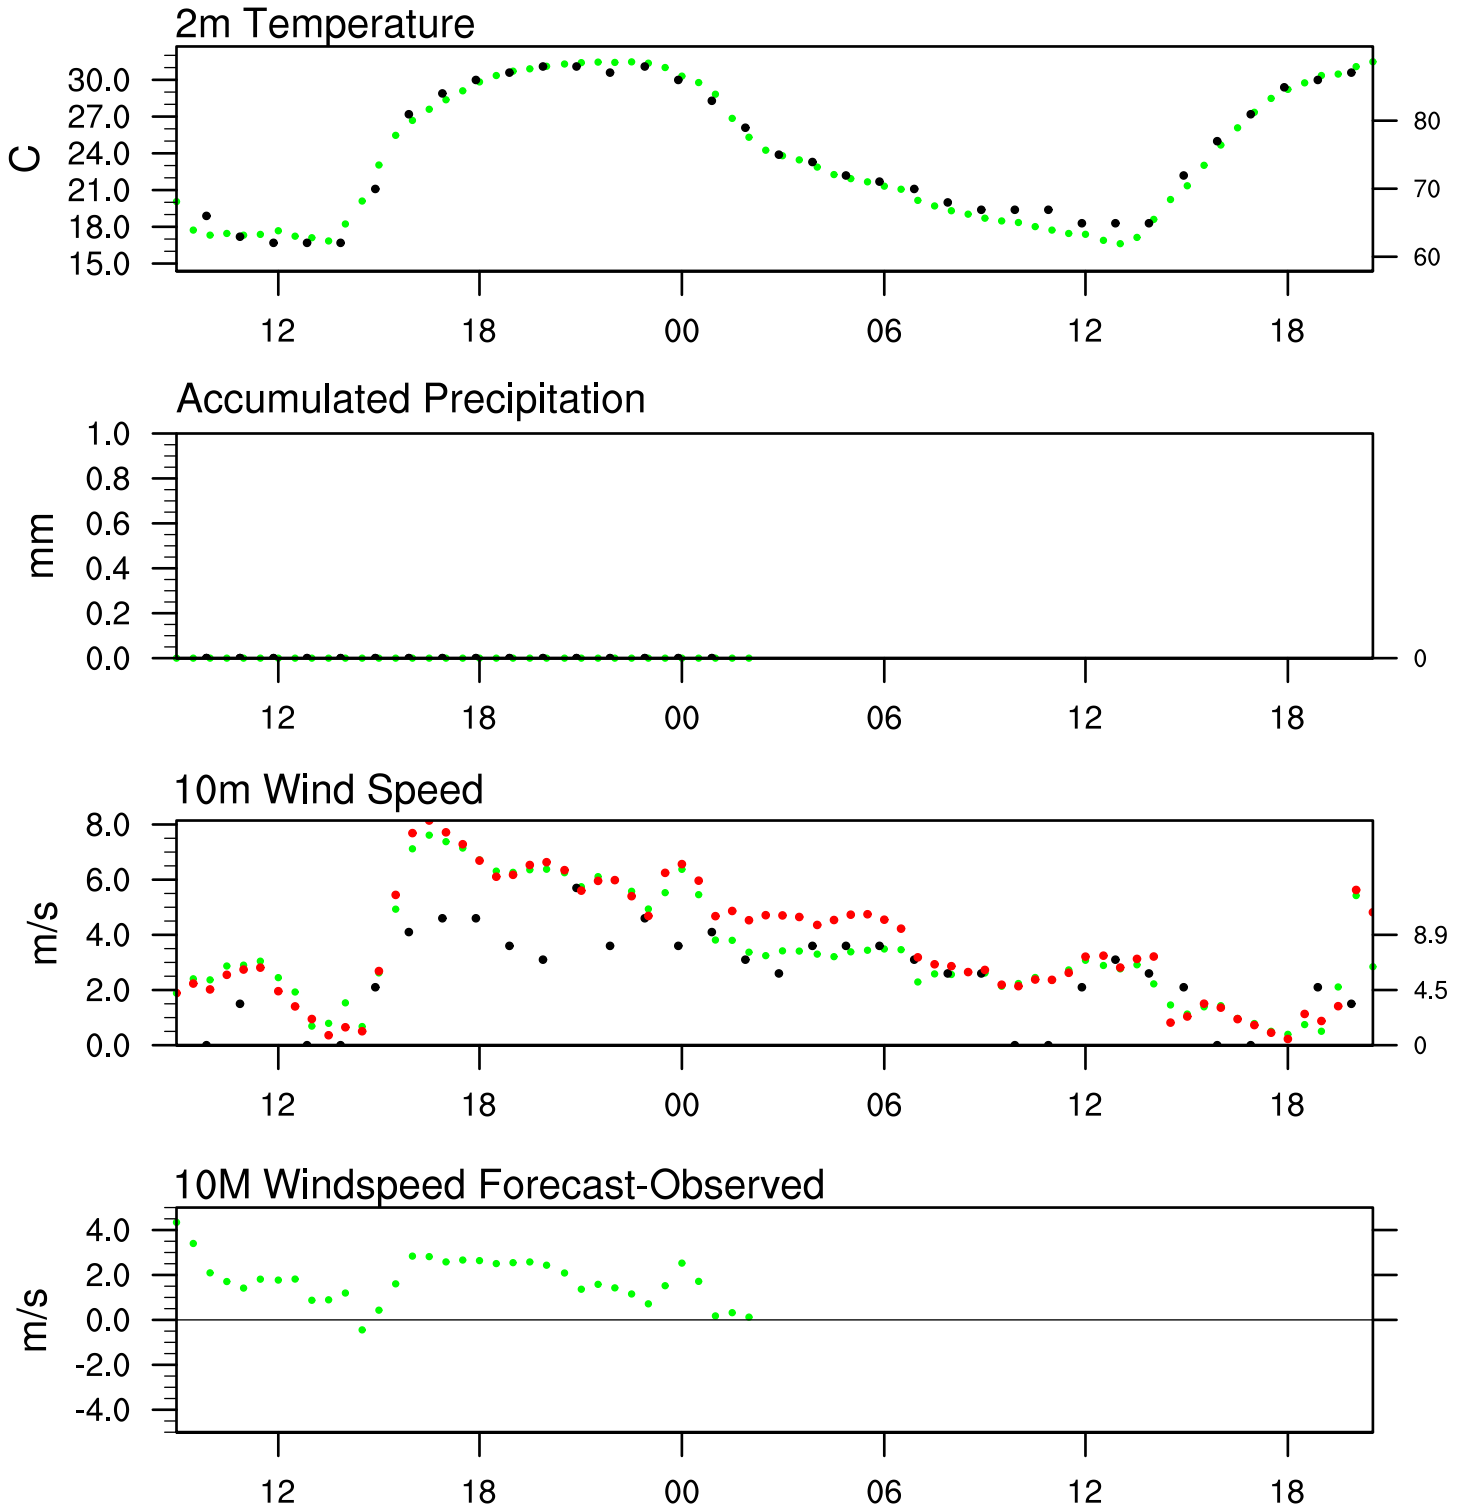 2m Temperature
30.0
27.0
24.0
21.0
18.0
15.0
C
80
70
60
12 18 00 06 12 18
Accumulated Precipitation
1.0
0.8
0.6
0.4
0.2
0.0
mm
0
12 18 00 06 12 18
10m Wind Speed
8.0
6.0
4.0
2.0
0.0
m/s
8.9
4.5
0
12 18 00 06 12 18
10M Windspeed Forecast-Observed
4.0
2.0
0.0
-2.0
-4.0
m/s
12 18 00 06 12 18